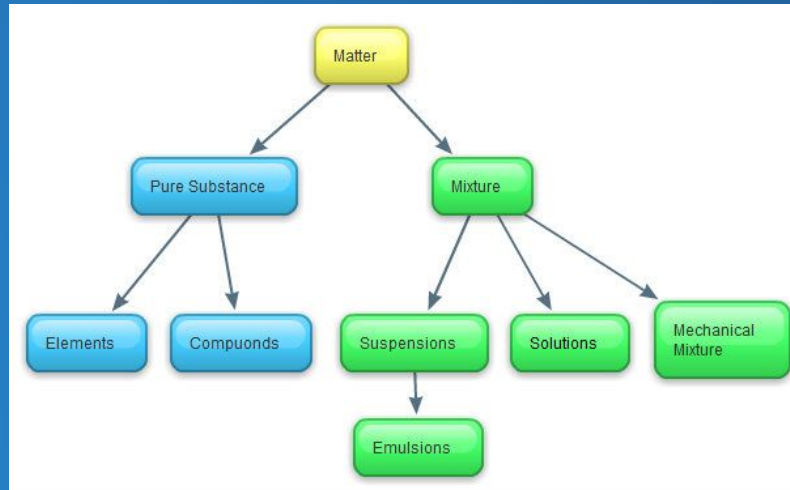 Matter
Pure Substance
Mixture
Elements
Compuonds
Suspensions
Solutions
Mechanical
Mixture
Emulsions